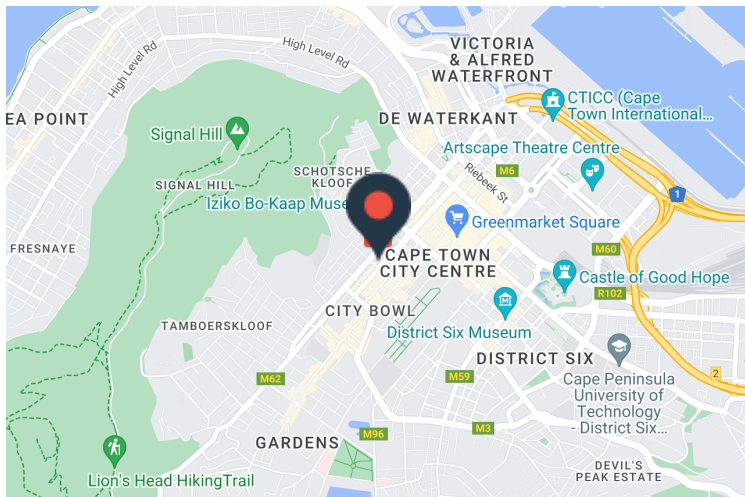 High Level Rd
High Level Rd
VICTORIA
& ALFRED
WATERFRONT
EA POINT
DE WATERKANT
CTICC (Cape
Town International...
Signal Hill
Artscape Theatre Centre
M6
SCHOTSCHE
KLOOF
Riebeek St
SIGNAL HILL
1
Iziko Bo-Kaap Muse
Greenmarket Square
FRESNAYE
M60
CAPE TOWN
CITY CENTRE
Castle of Good Hope
R102
CITY BOWL
TAMBOERSKLOOF
District Six Museum
DISTRICT SIX
M62
M59
2
Cape Peninsula
University of
Technology
- District Six...
M3
M96
GARDENS
DEVIL'S
PEAK ESTATE
Lion's Head HikingTrail